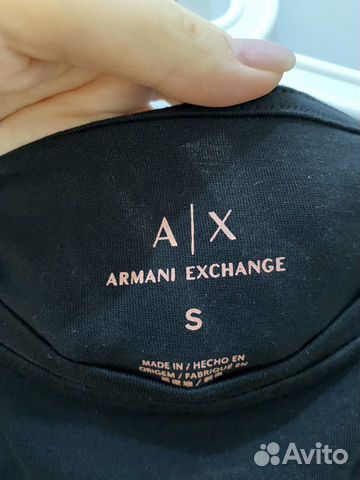 A|X
ARMANI EXCHANGE
S
MADE IN / HECHO EN
ORIGEM / FABRIQUÉ EN
Avito